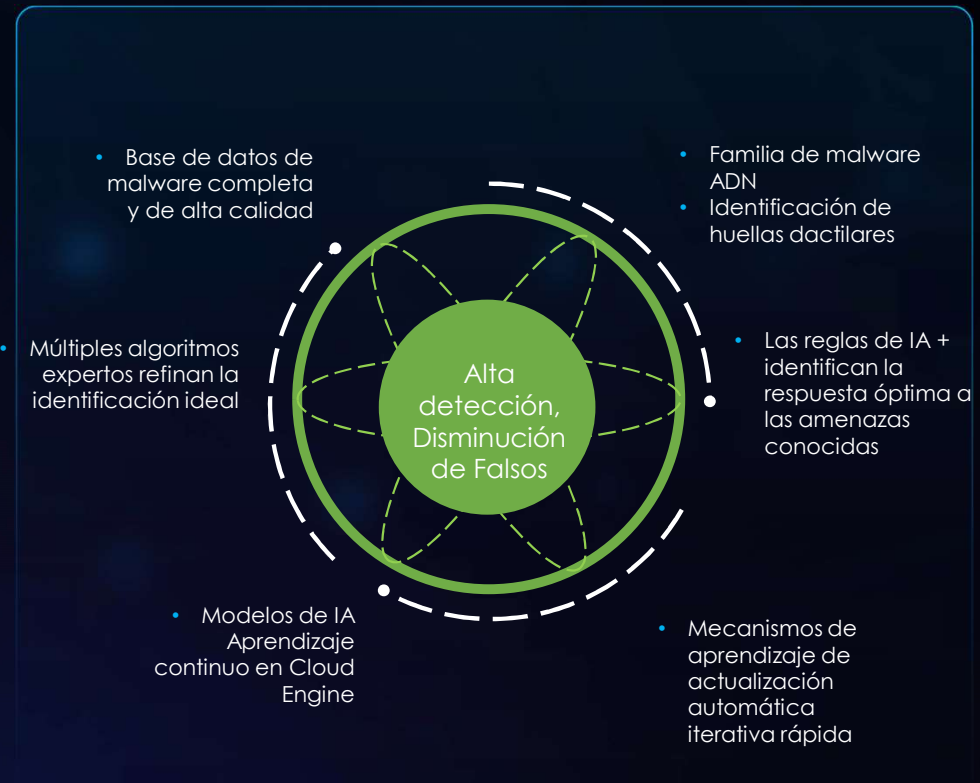 • Base de datos de
malware completa
y de alta calidad
• Familia de malware
ADN
• Identificación de
huellas dactilares
• Múltiples algoritmos
expertos refinan la
identificación ideal
Alta
detección,
Disminución
de Falsos
• Las reglas de IA +
identifican la
respuesta óptima a
las amenazas
conocidas
• Modelos de IA
Aprendizaje
continuo en Cloud
Engine
• Mecanismos de
aprendizaje de
actualización
automática
iterativa rápida